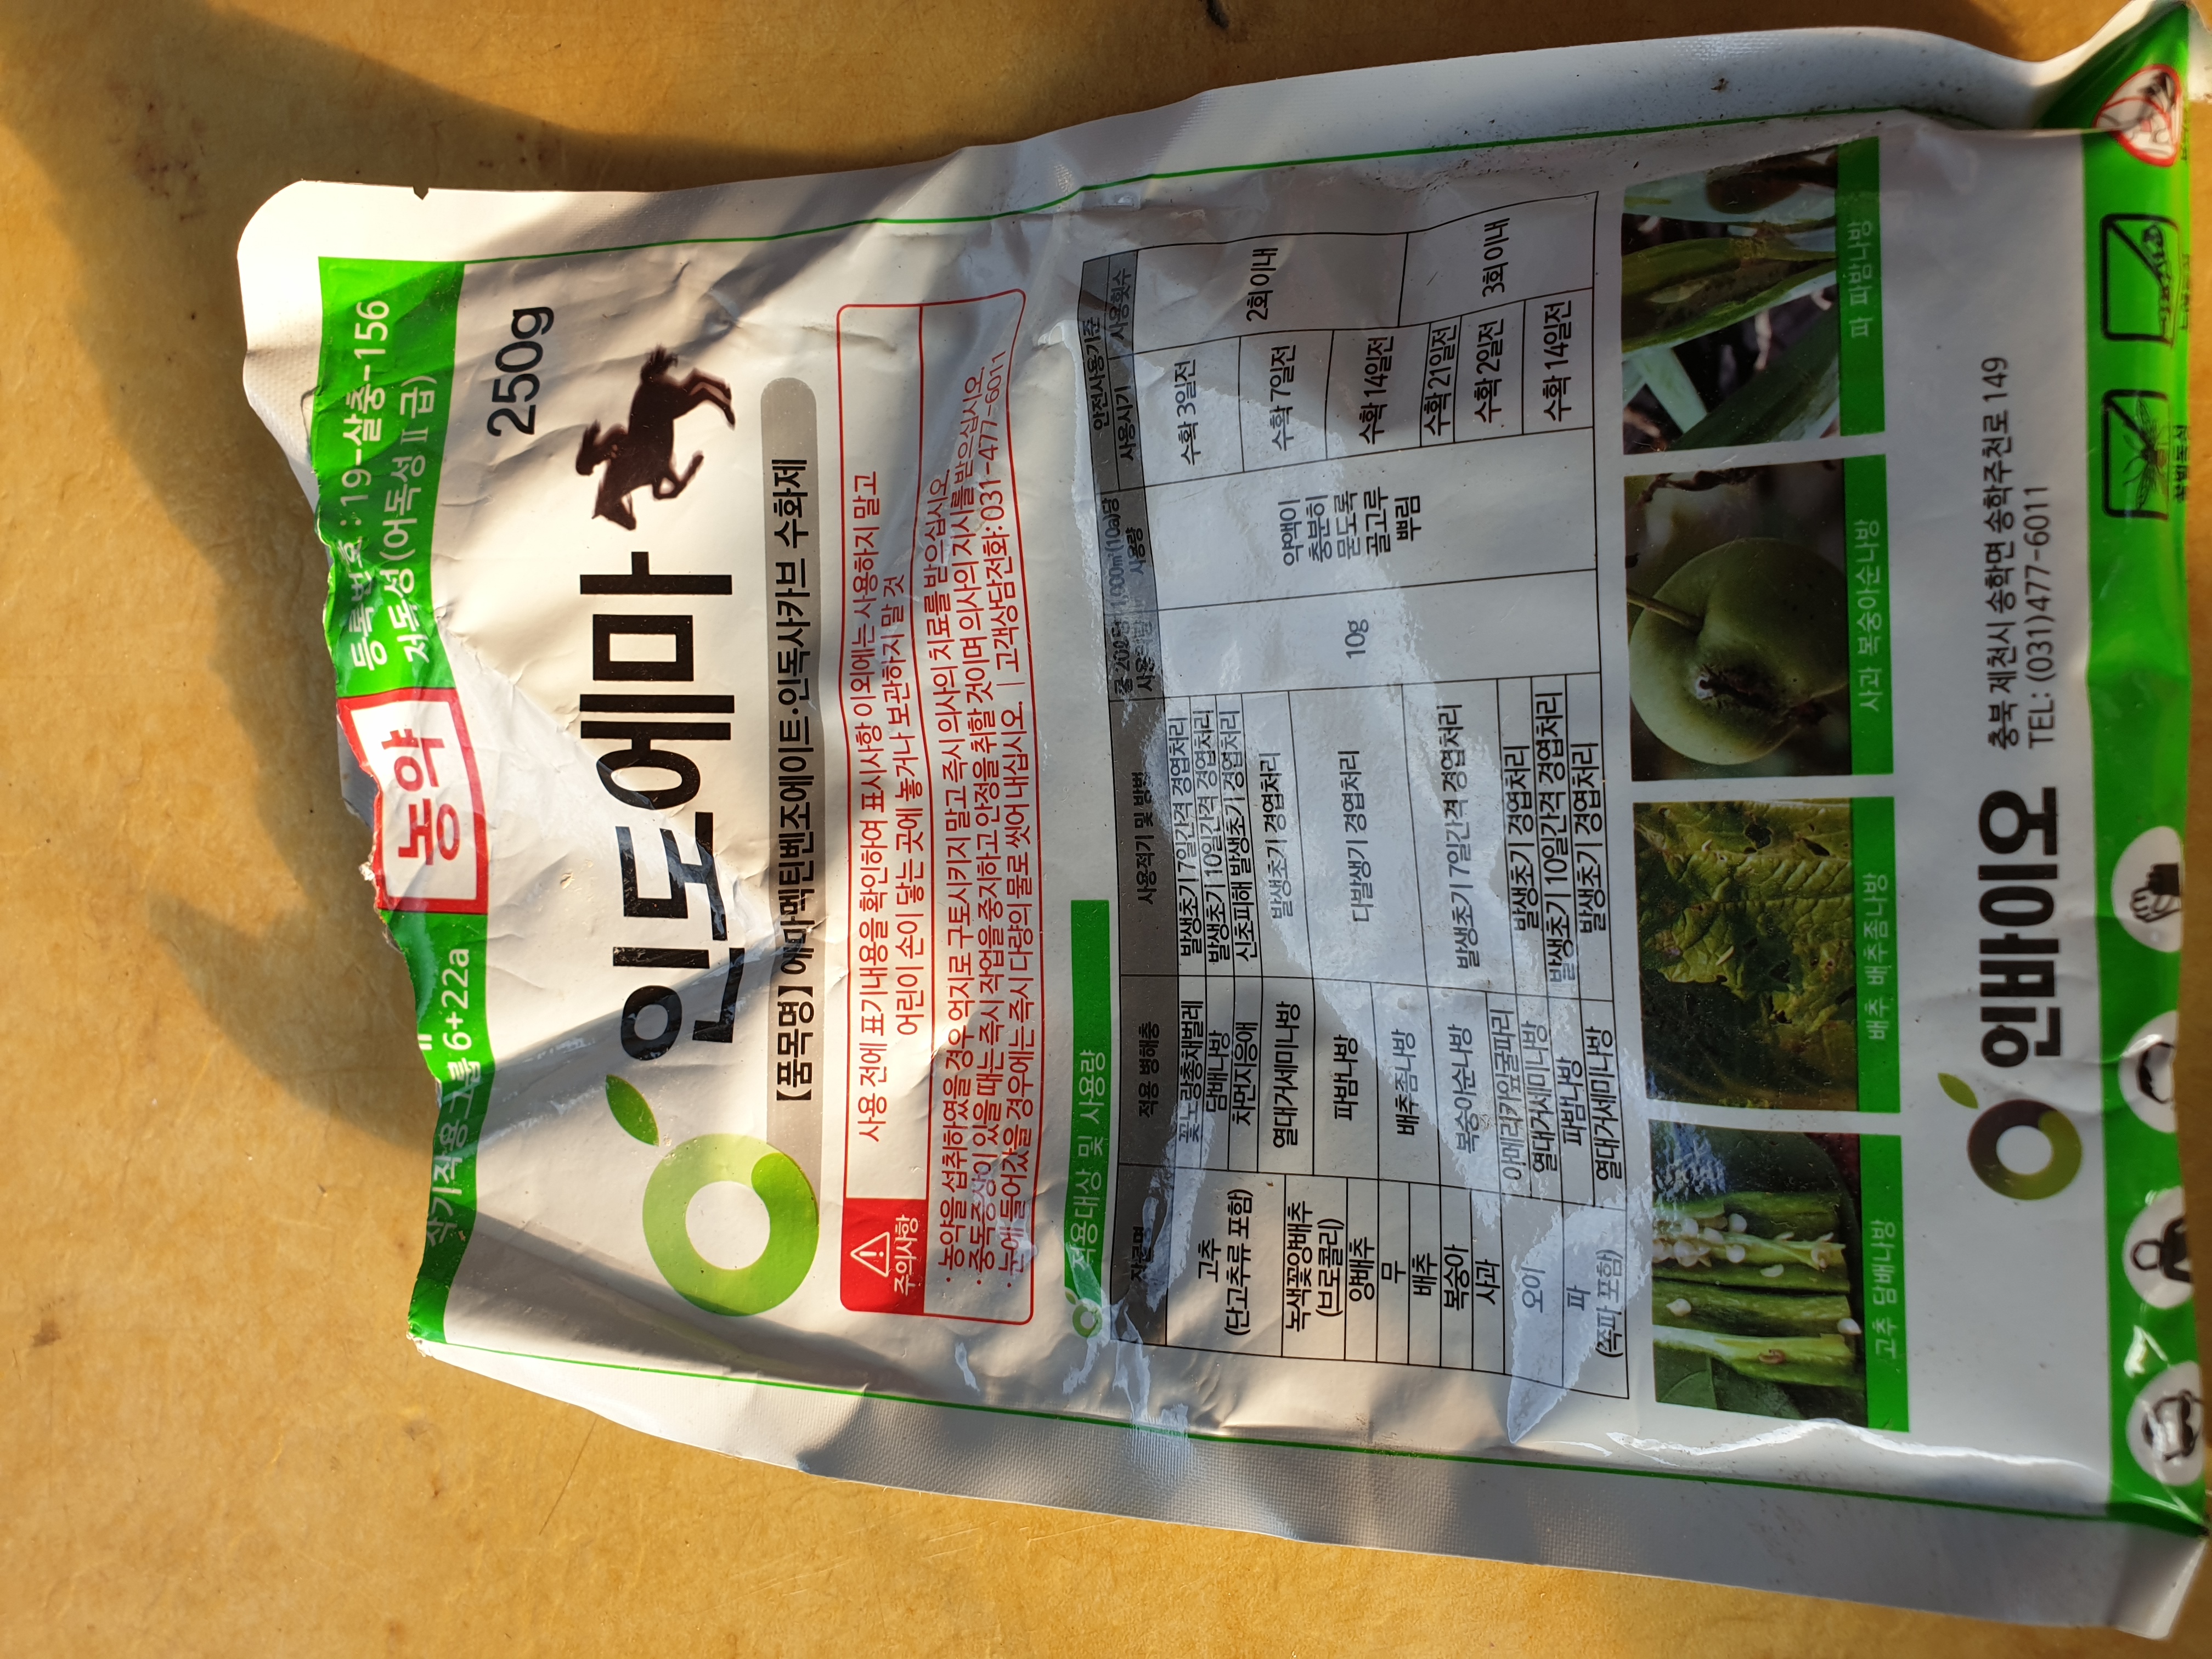 작용기작용그룹 6+22a
농약
등록번호 : 19-살충-156
저독성(어독성Ⅱ급)
250g
인도에마
【품목명】 에마멕틴벤조에이트·인독사카브 수화제
주의사항
사용 전에 표기내용을 확인하여 표시사항 이외에는 사용하지 말고
어린이 손이 닿는 곳에 놓거나 보관하지 말 것
· 농약을 섭취하였을 경우 억지로 구토시키지 말고 즉시 의사의 치료를 받으십시오.
· 중독증상이 있을 때는 즉시 작업을 중지하고 안정을 취할 것이며 의사의 지시를 받으십시오.
· 눈에 들어갔을 경우에는 즉시 다량의 물로 씻어 내십시오. | 고객상담전화: 031-477-6011
적용대상 및 사용량
작물명 적용 병해충 사용적기 및 방법 물 20ℓ당 1,000㎡(10a)당 사용량 안전사용기준
사용시기 사용횟수
고추
(단고추류 포함)
꽃노랑총채벌레 발생초기 7일간격 경엽처리
담배나방 발생초기 10일간격 경엽처리
차먼지응애 신초피해 발생초기 경엽처리
수확 3일전
녹색꽃양배추
(브로콜리)
열대거세미나방 발생초기 경엽처리
양배추
파밤나방
무
배추좀나방
다발생기 경엽처리
수확 7일전
2회 이내
배추
수확 14일전
복숭아
사과
복숭아순나방 발생초기 7일간격 경엽처리
수확 21일전
오이
아메리카잎굴파리
열대거세미나방 발생초기 경엽처리
수확 2일전
3회 이내
파
(쪽파 포함)
파밤나방 발생초기 10일간격 경엽처리
열대거세미나방 발생초기 경엽처리
수확 14일전
10g
약액이
충분히
묻도록
골고루
뿌림
고추 담배나방
배추 배추좀나방
사과 복숭아순나방
파 파밤나방
인바이오
충북 제천시 송학면 송학주천로 149
TEL: (031)477-6011